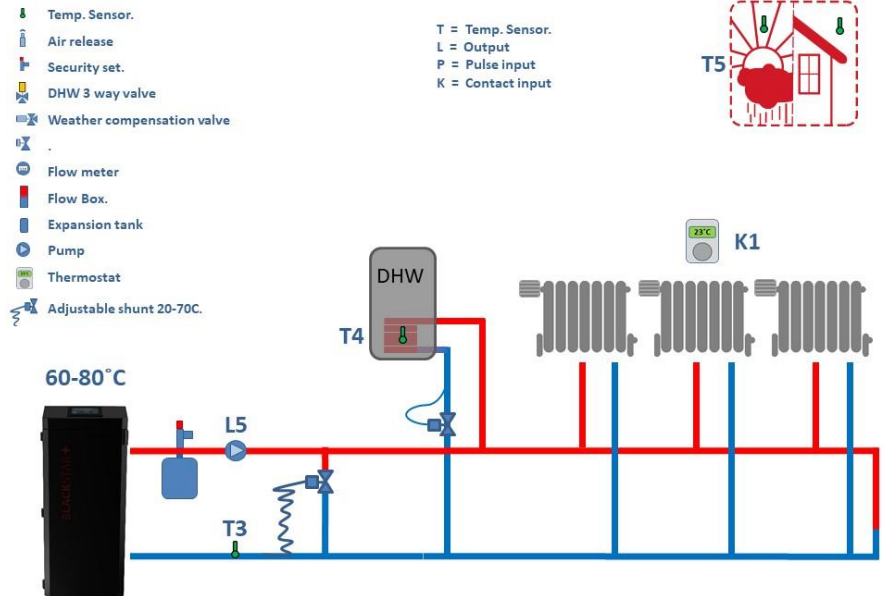 Temp. Sensor.
Air release
Security set.
DHW 3 way valve
Weather compensation valve
.
Flow meter
Flow Box.
Expansion tank
Pump
Thermostat
Adjustable shunt 20-70C.
T = Temp. Sensor.
L = Output
P = Pulse input
K = Contact input
T5
23°C
K1
DHW
T4
60-80°C
L5
BLACKSTAR+
T3